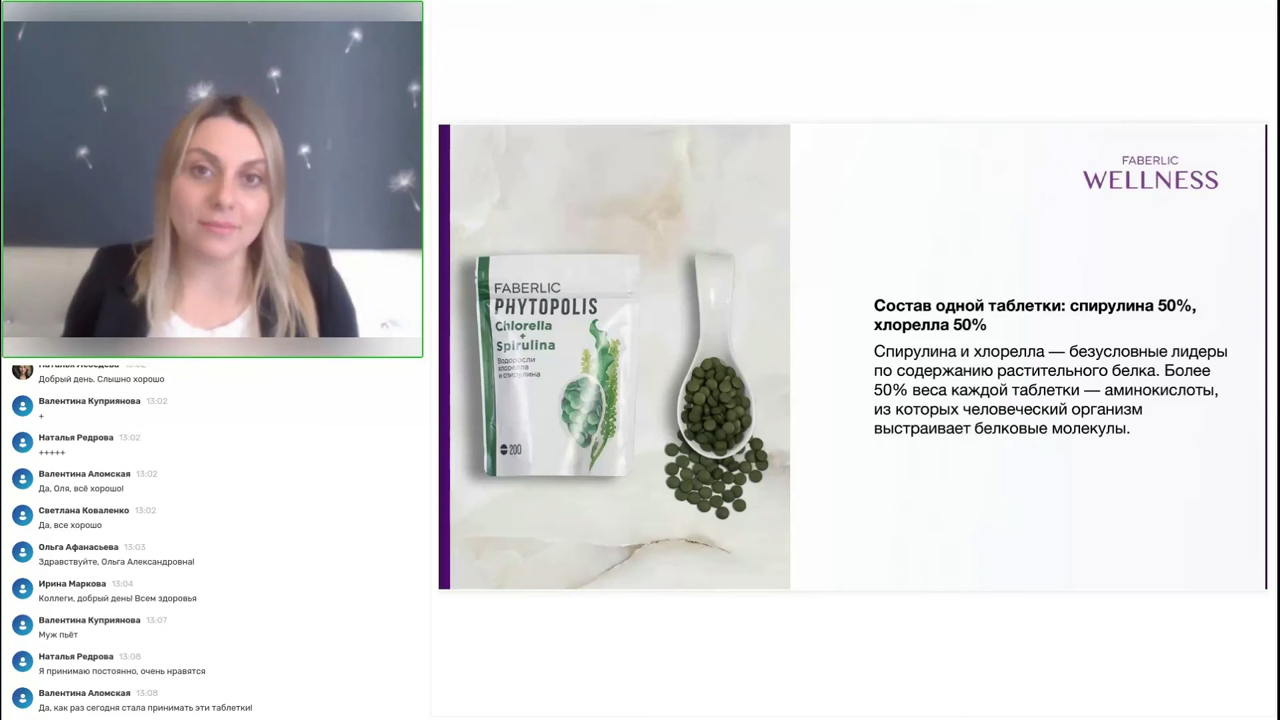 Добрый день. Слышно хорошо
Валентина Куприянова 13:02
+
Наталья Редрова 13:02
+++++
Валентина Аломская 13:02
Да, Оля, всё хорошо!
Светлана Коваленко 13:02
Да, все хорошо
Ольга Афанасьева 13:03
Здравствуйте, Ольга Александровна!
Ирина Маркова 13:04
Коллеги, добрый день! Всем здоровья
Валентина Куприянова 13:07
Муж пьёт
Наталья Редрова 13:08
Я принимаю постоянно, очень нравятся
Валентина Аломская 13:08
Да, как раз сегодня стала принимать эти таблетки!
FABERLIC
PHYTOPOLIS
Chlorella
+
Spirulina
Водоросли
хлорелла
и спирулина
200
FABERLIC
WELLNESS
Состав одной таблетки: спирулина 50%,
хлорелла 50%
Спирулина и хлорелла — безусловные лидеры
по содержанию растительного белка. Более
50% веса каждой таблетки — аминокислоты,
из которых человеческий организм
выстраивает белковые молекулы.